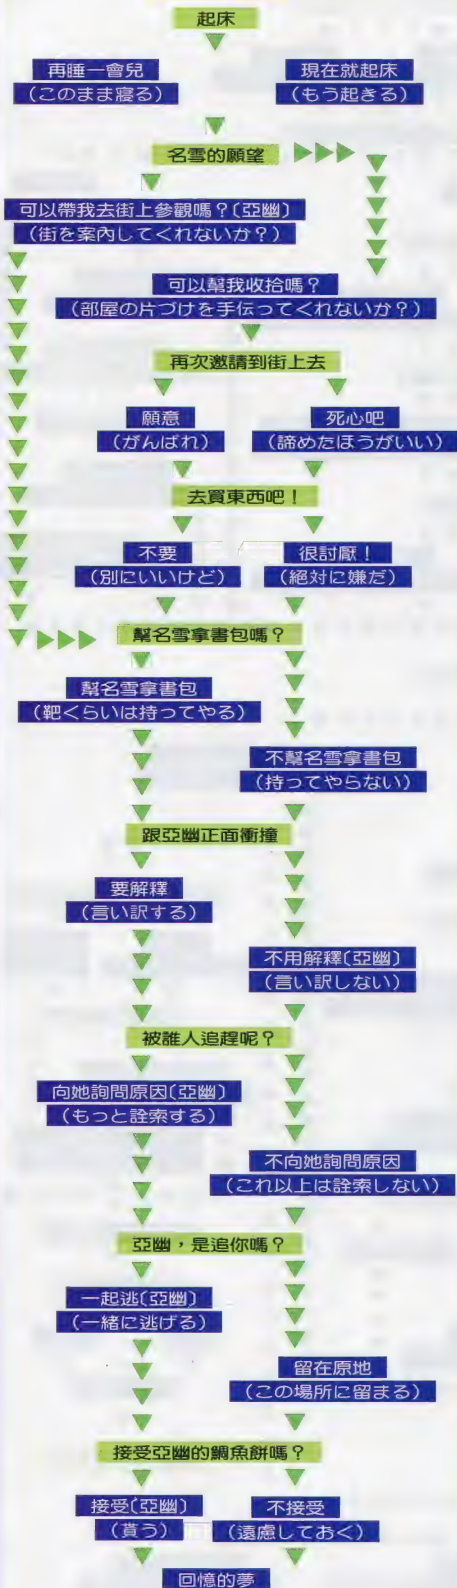 起床
再睡一會兒
(このまま寝る)
現在就起床
(もう起きる)
名雪的願望
可以帶我去街上參觀嗎?〔亞幽〕
(街を案内してくれないか?)
可以幫我收拾嗎?
(部屋の片づけを手伝ってくれないか?)
再次邀請到街上去
願意
(がんばれ)
死心吧
(諦めたほうがいい)
去買東西吧!
不要
(別にいいけど)
很討厭!
(絕対に嫌だ)
幫名雪拿書包嗎?
幫名雪拿書包
(靶くらいは持ってやる)
不幫名雪拿書包
(持ってやらない)
跟亞幽正面衝撞
要解釋
(言い訳する)
不用解釋〔亞幽〕
(言い訳しない)
被誰人追趕呢?
向她詢問原因〔亞幽〕
(もっと詮索する)
不向她詢問原因
(これ以上は詮索しない)
亞幽,是追你嗎?
一起逃〔亞幽〕
(一緒に逃げる)
留在原地
(この場所に留まる)
接受亞幽的鯛魚餅嗎?
接受〔亞幽〕
(貰う)
不接受
(遠慮しておく)
回憶的夢